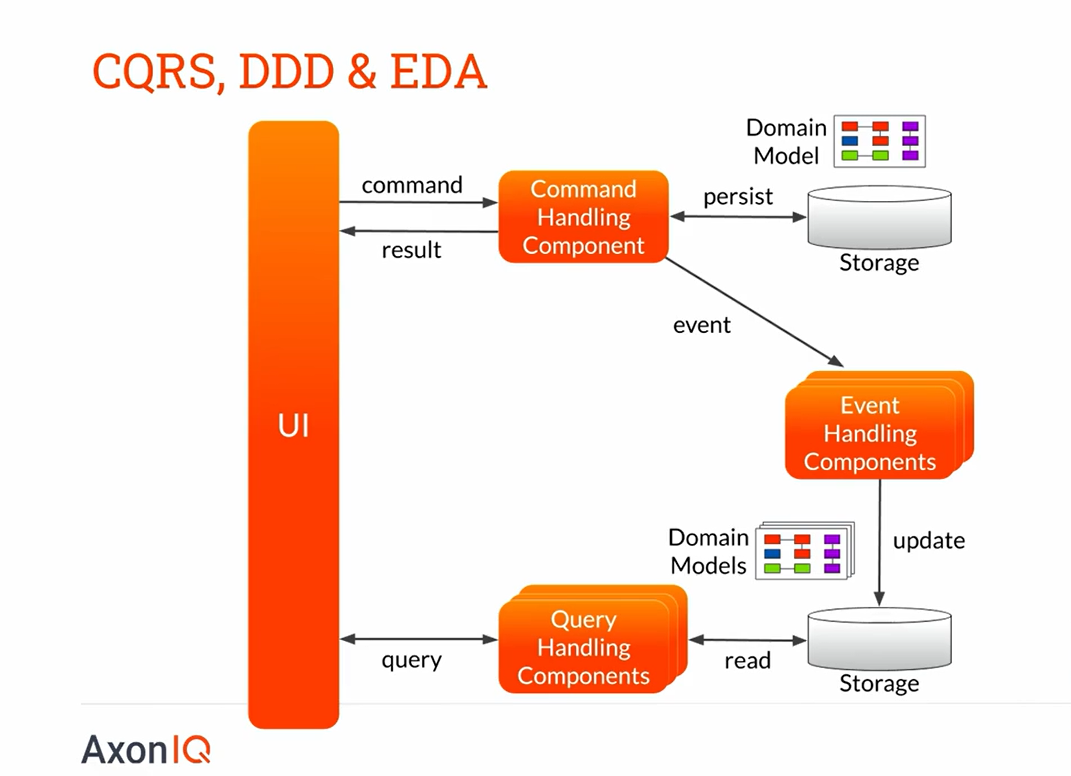 CQRS, DDD & EDA
Domain
Model
command
Command
Handling
Component
persist
result
Storage
event
UI
Event
Handling
Components
Domain
Models
update
Query
Handling
Components
query
read
Storage
AxonIQ